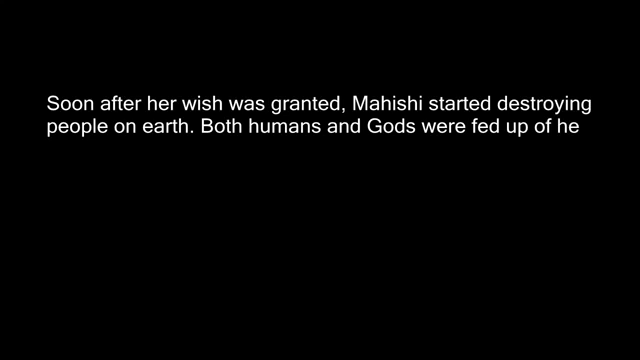 Soon after her wish was granted, Mahishi started destroying
people on earth. Both humans and Gods were fed up of he